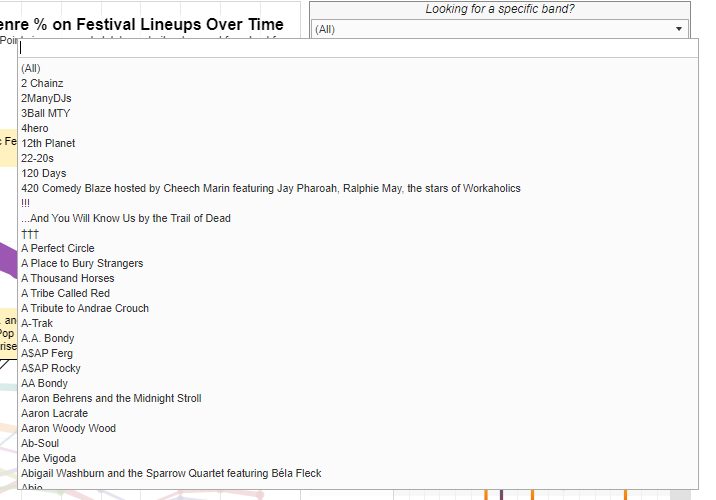 enre % on Festival Lineups Over Time
Looking for a specific band?
(All)
(All)
2 Chainz
2ManyDJs
3Ball MTY
4hero
12th Planet
22-20s
120 Days
420 Comedy Blaze hosted by Cheech Marin featuring Jay Pharoah, Ralphie May, the stars of Workaholics
!!!
...And You Will Know Us by the Trail of Dead
†††
A Perfect Circle
A Place to Bury Strangers
A Thousand Horses
A Tribe Called Red
A Tribute to Andrae Crouch
A-Trak
A.A. Bondy
A$AP Ferg
A$AP Rocky
AA Bondy
Aaron Behrens and the Midnight Stroll
Aaron Lacrate
Aaron Woody Wood
Ab-Soul
Abe Vigoda
Abigail Washburn and the Sparrow Quartet featuring Béla Fleck
c Fe
. an
Pop
rise